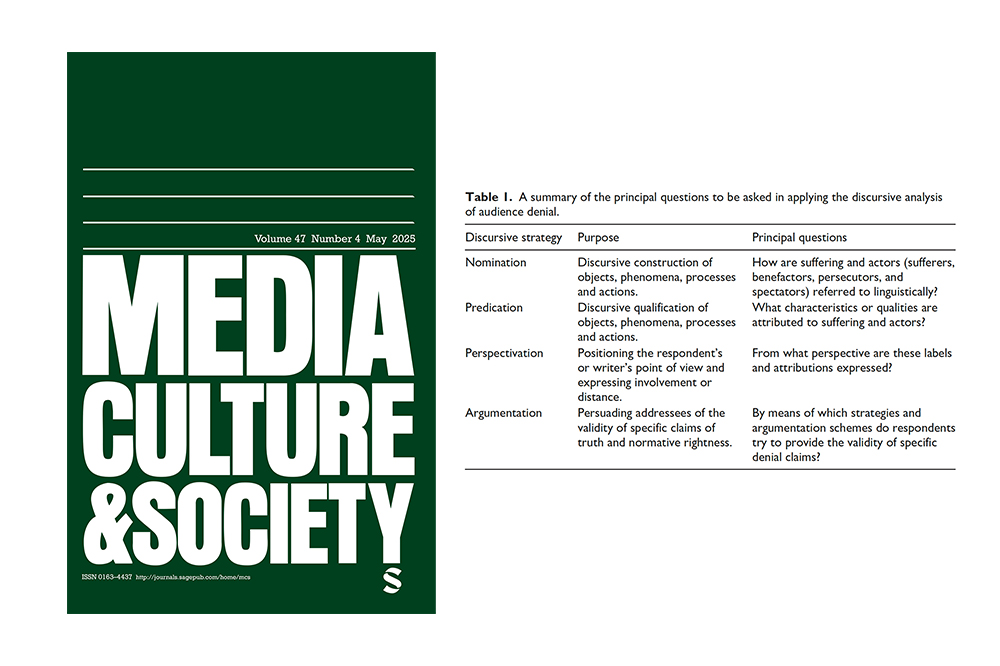 Volume 47 Number 4 May 2025
MEDIA
CULTURE
&SOCIETY
ISSN 0163-4437 http://journals.sagepub.com/home/mcs
S
Table 1. A summary of the principal questions to be asked in applying the discursive analysis
of audience denial.
Discursive strategy Purpose Principal questions
Nomination Discursive construction of How are suffering and actors (sufferers,
objects, phenomena, processes benefactors, persecutors, and
and actions. spectators) referred to linguistically?
Predication Discursive qualification of What characteristics or qualities are
objects, phenomena, processes attributed to suffering and actors?
and actions.
Perspectivation Positioning the respondent’s From what perspective are these labels
or writer’s point of view and and attributions expressed?
expressing involvement or
distance.
Argumentation Persuading addressees of the By means of which strategies and
validity of specific claims of argumentation schemes do respondents
truth and normative rightness. try to provide the validity of specific
denial claims?